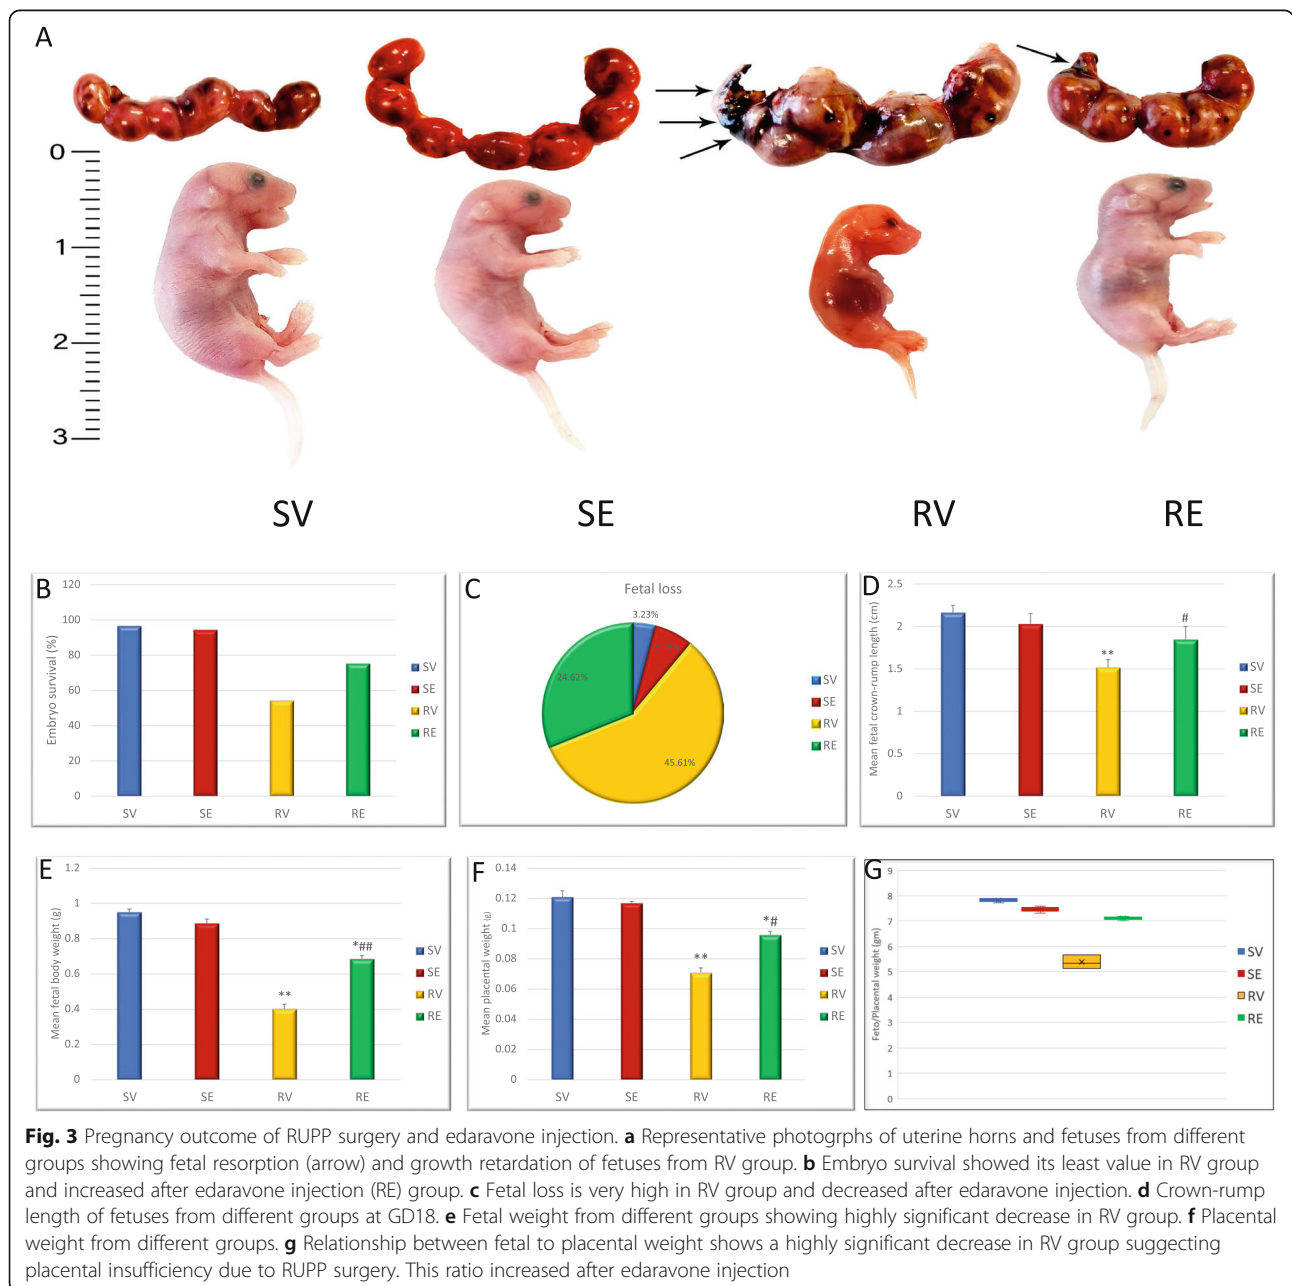 A
0
1
2
3
SV SE RV RE
B
120
100
80
60
40
20
0
Embryo survival (%)
SV SE RV RE
SV
SE
RV
RE
C
Fetal loss
3.23%
24.62%
45.61%
SV
SE
RV
RE
D
2.5
2
1.5
1
0.5
0
Mean fetal crown-rump length (cm)
**
#
SV SE RV RE
SV
SE
RV
RE
E
1.2
1
0.8
0.6
0.4
0.2
0
Mean fetal body weight (g)
**
*##
SV SE RV RE
SV
SE
RV
RE
F
0.14
0.12
0.1
0.08
0.06
0.04
0.02
0
Mean placental weight (g)
**
*#
SV SE RV RE
SV
SE
RV
RE
G
9
8
7
6
5
4
3
2
1
0
Feto/Placental weight (gm)
SV
SE
RV
RE
Fig. 3 Pregnancy outcome of RUPP surgery and edaravone injection. a Representative photogrphs of uterine horns and fetuses from different
groups showing fetal resorption (arrow) and growth retardation of fetuses from RV group. b Embryo survival showed its least value in RV group
and increased after edaravone injection (RE) group. c Fetal loss is very high in RV group and decreased after edaravone injection. d Crown-rump
length of fetuses from different groups at GD18. e Fetal weight from different groups showing highly significant decrease in RV group. f Placental
weight from different groups. g Relationship between fetal to placental weight shows a highly significant decrease in RV group suggesting
placental insufficiency due to RUPP surgery. This ratio increased after edaravone injection